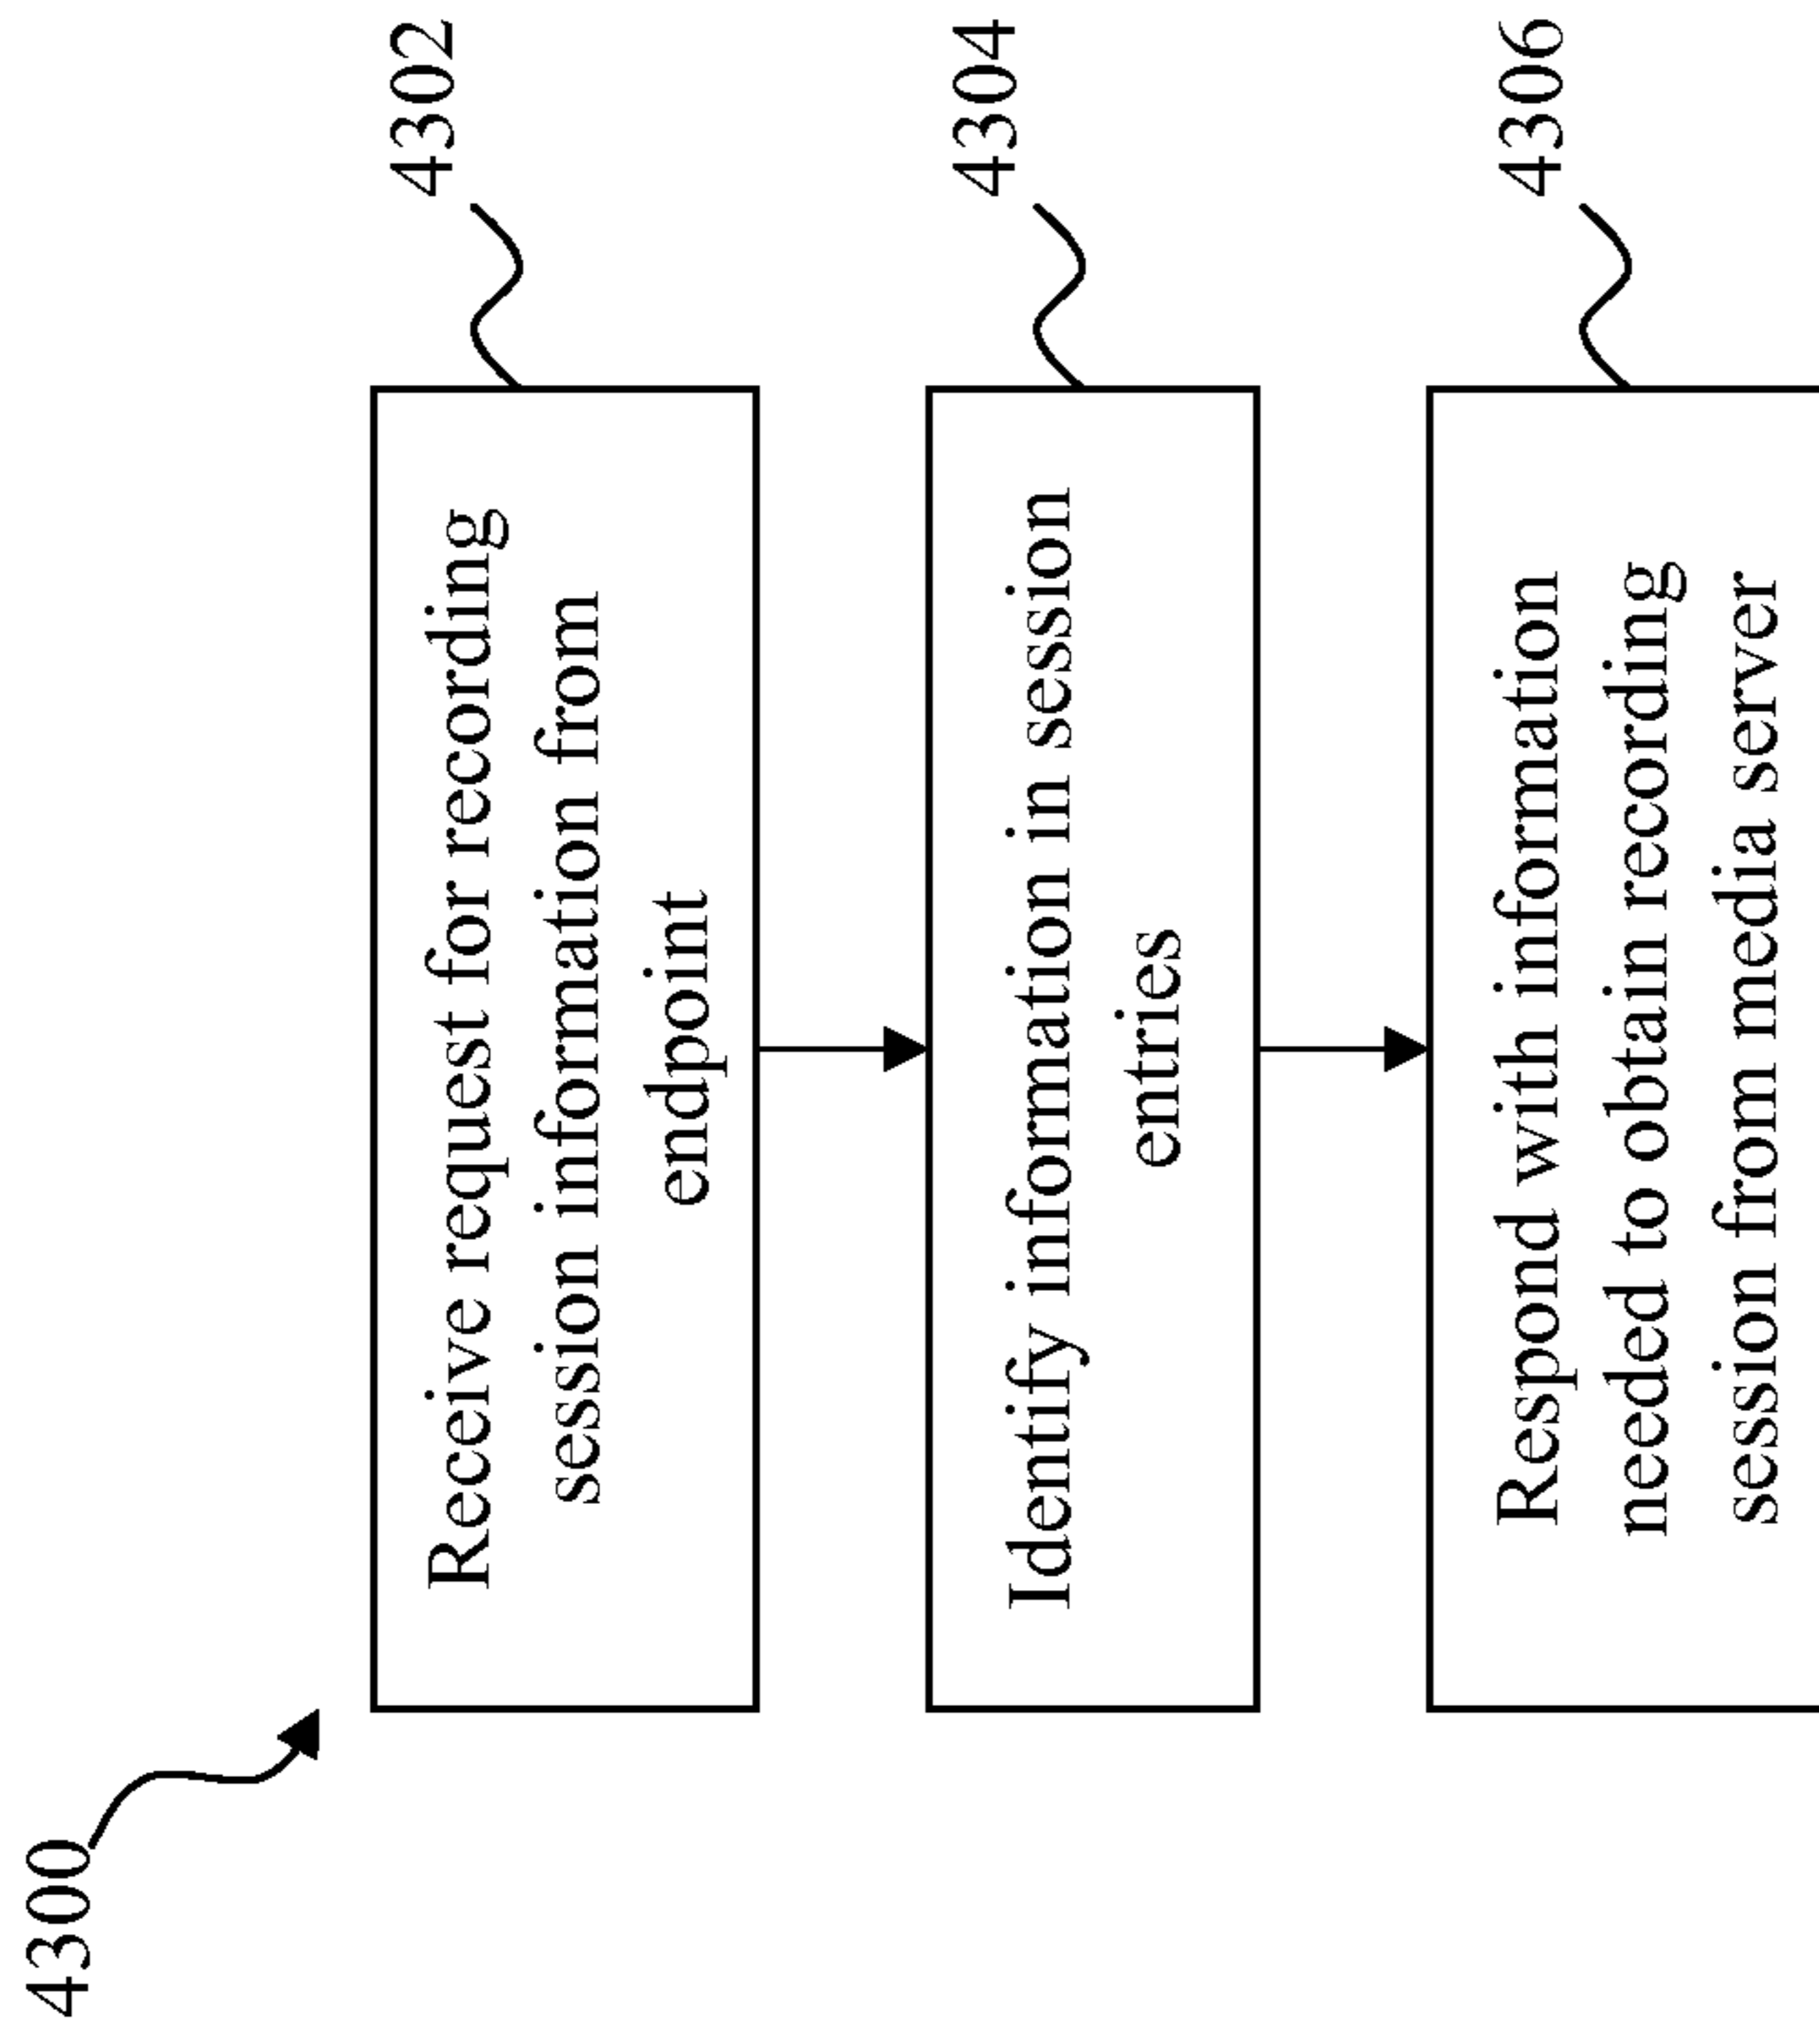 4300
Receive request for recording
session information from
endpoint
4302
Identify information in session
entries
4304
Respond with information
needed to obtain recording
session from media server
4306